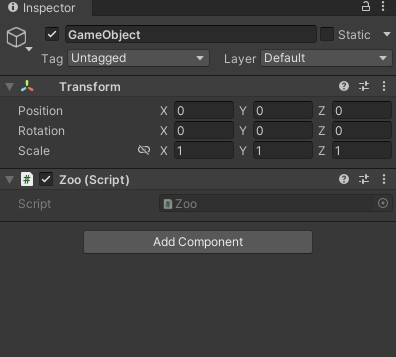 Inspector
GameObject Static
Tag Untagged Layer Default
Transform
Position X 0 Y 0 Z 0
Rotation X 0 Y 0 Z 0
Scale X 1 Y 1 Z 1
# Zoo (Script)
Script # Zoo
Add Component